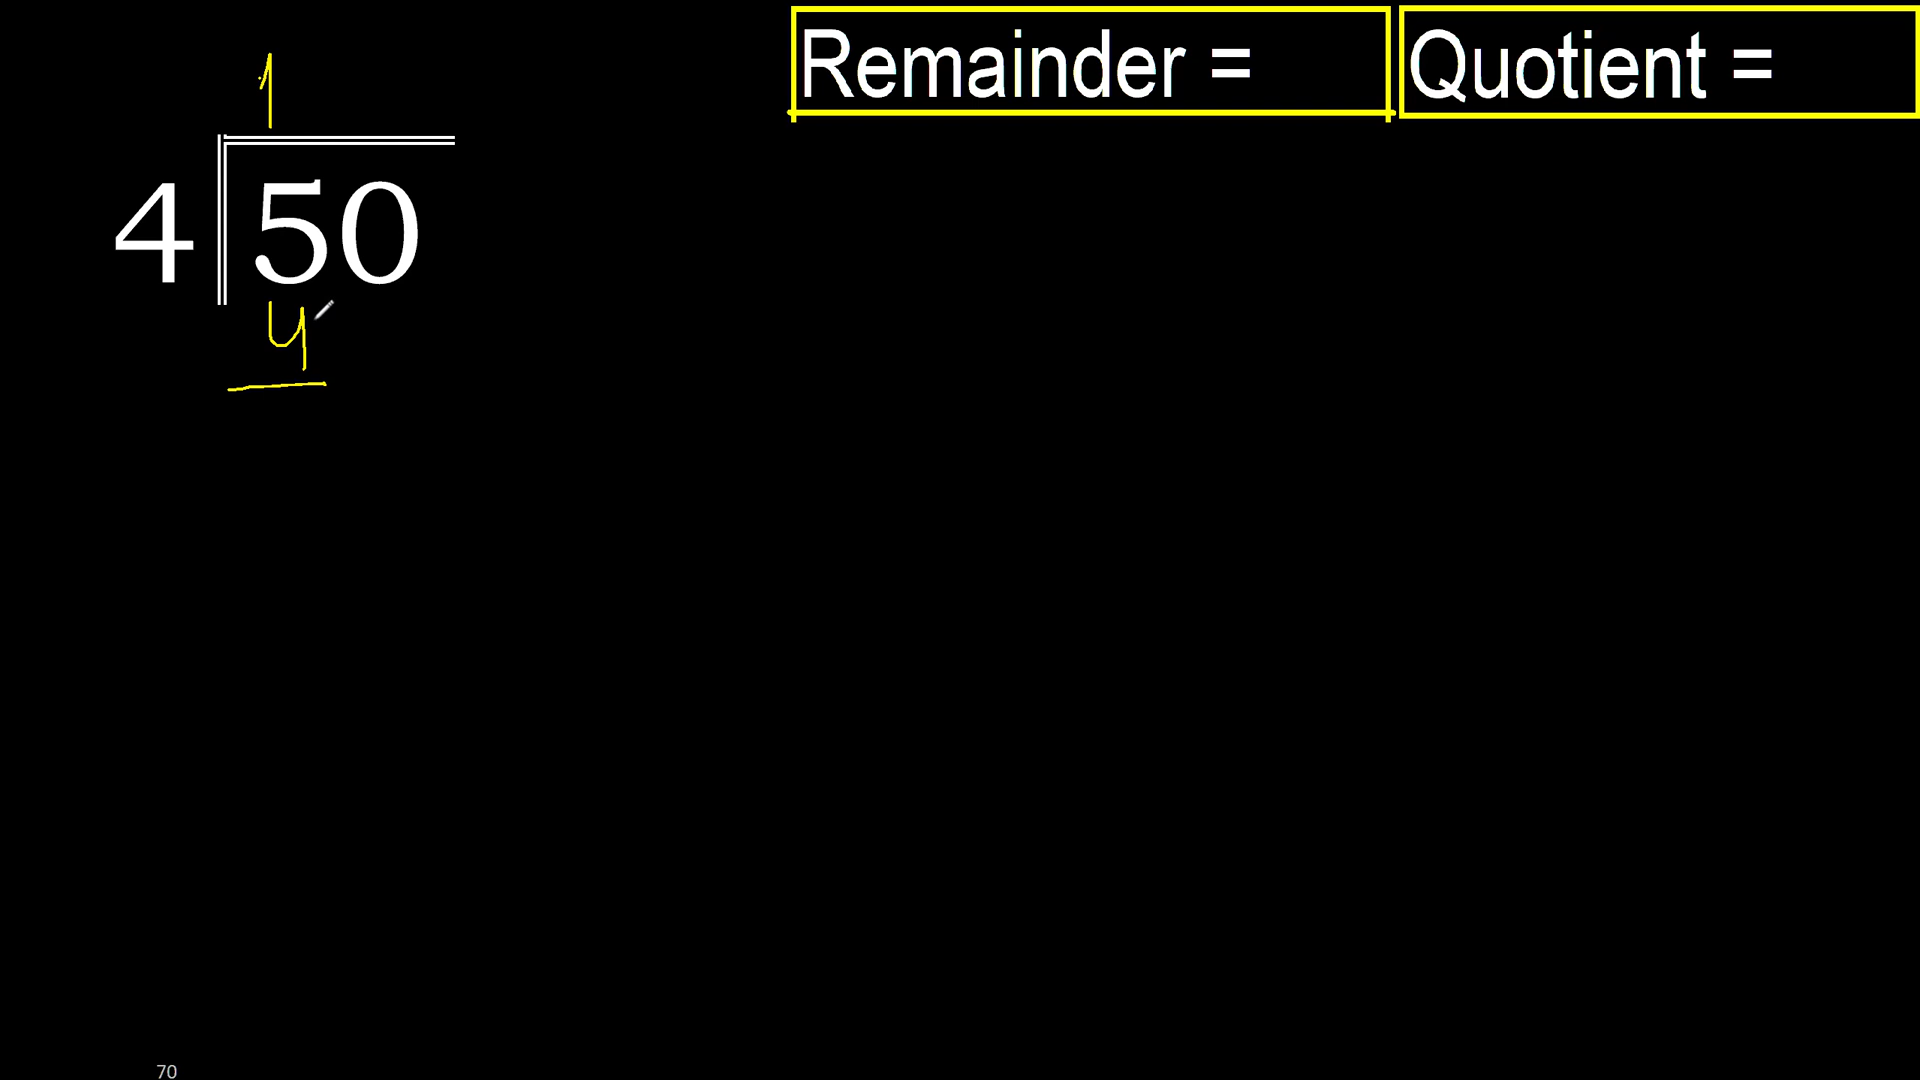 Remainder =
Quotient =
1
4 50
4
70